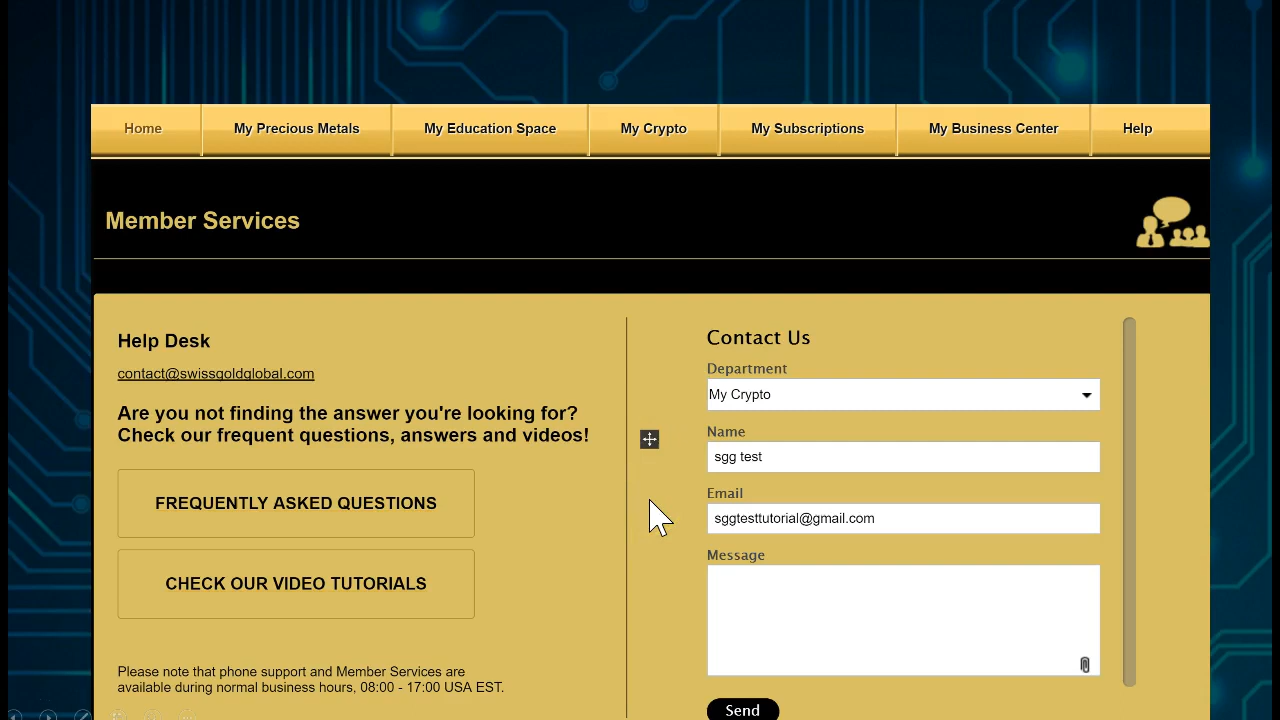 Home My Precious Metals My Education Space My Crypto My Subscriptions My Business Center Help
Member Services
Help Desk
contact@swissgoldglobal.com
Are you not finding the answer you're looking for?
Check our frequent questions, answers and videos!
FREQUENTLY ASKED QUESTIONS
CHECK OUR VIDEO TUTORIALS
Please note that phone support and Member Services are
available during normal business hours, 08:00 - 17:00 USA EST.
Contact Us
Department
My Crypto
Name
sgg test
Email
sggtesttutorial@gmail.com
Message
Send